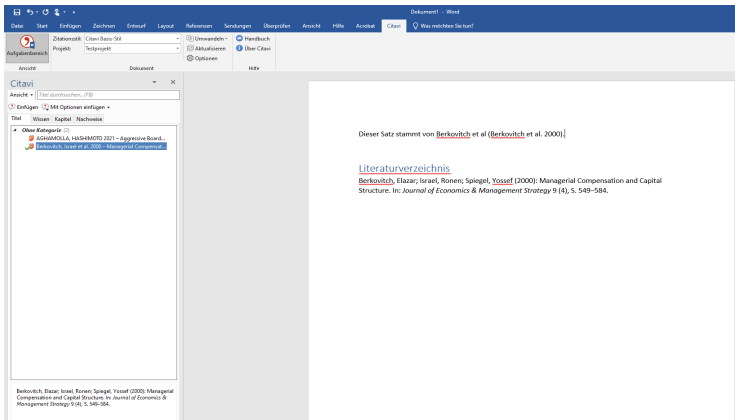 Dokument1 - Word
Datei Start Einfügen Zeichnen Entwurf Layout Referenzen Sendungen Überprüfen Ansicht Hilfe Acrobat Citavi Was möchten Sie tun?
Aufgabenbereich
Zitationsstil: Citavi Basis-Stil
Projekt: Testprojekt
Umwandeln
Aktualisieren
Optionen
Handbuch
Über Citavi
Ansicht Dokument Hilfe
Citavi
Ansicht Titel durchsuchen...(F8)
Einfügen Mit Optionen einfügen
Titel Wissen Kapitel Nachweise
Ohne Kategorie (2)
AGHAMOLLA, HASHIMOTO 2021 – Aggressive Board...
Berkovitch, Israel et al. 2000 – Managerial Compensat...
Berkovitch, Elazar; Israel, Ronen; Spiegel, Yossef (2000): Managerial
Compensation and Capital Structure. In: Journal of Economics &
Management Strategy 9 (4), S. 549–584.
Dieser Satz stammt von Berkovitch et al (Berkovitch et al. 2000).
Literaturverzeichnis
Berkovitch, Elazar; Israel, Ronen; Spiegel, Yossef (2000): Managerial Compensation and Capital
Structure. In: Journal of Economics & Management Strategy 9 (4), S. 549–584.